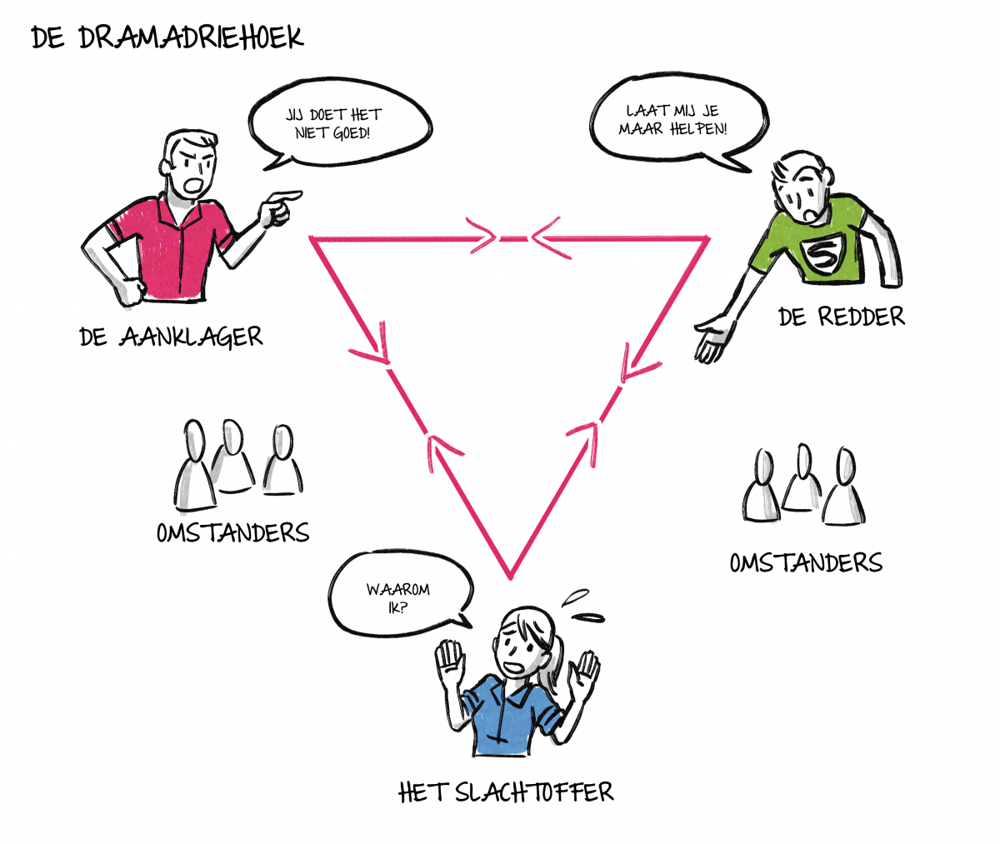 DE DRAMADRIEHOEK
JIJ DOET HET
NIET GOED!
LAAT MIJ JE
MAAR HELPEN!
S
DE AANKLAGER
DE REDDER
OMSTANDERS
OMSTANDERS
WAAROM
IK?
HET SLACHTOFFER